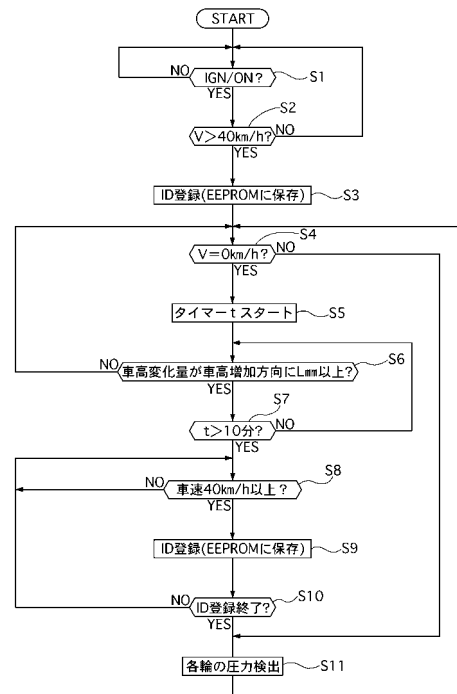 START
IGN/ON?
S1
NO
YES
S2
V>40km/h?
NO
YES
ID登録(EEPROMに保存)
S3
S4
V=0km/h?
NO
YES
タイマーtスタート
S5
S6
NO
車高変化量が車高増加方向にLmm以上?
YES
S7
t>10分?
NO
YES
S8
NO
車速40km/h以上?
YES
ID登録(EEPROMに保存)
S9
NO
ID登録終了?
S10
YES
各輪の圧力検出
S11